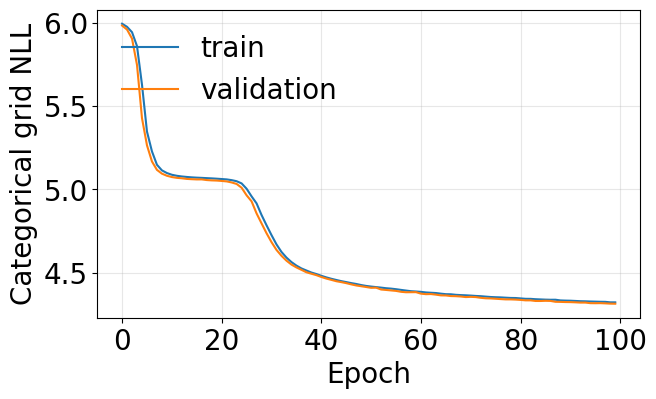 Categorical grid NLL
6.0
5.5
5.0
4.5
train
validation
0 20 40 60 80 100
Epoch